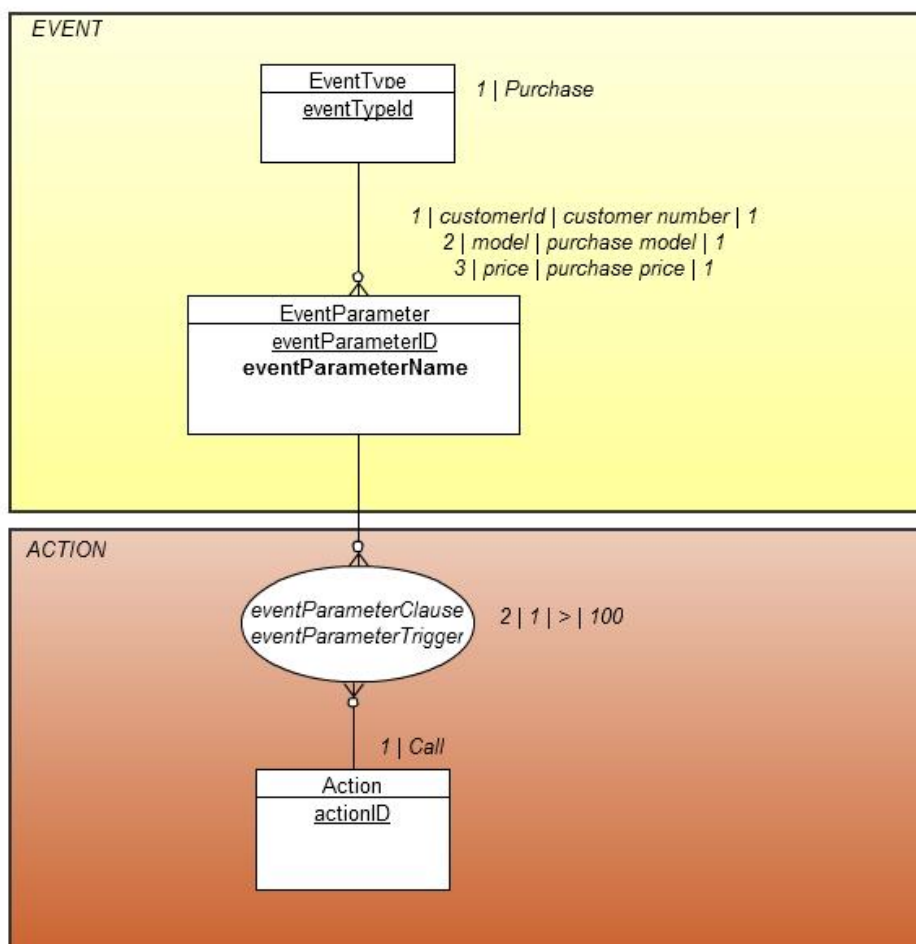 EVENT
EventType
eventTypeId
1 | Purchase
1 | customerId | customer number | 1
2 | model | purchase model | 1
3 | price | purchase price | 1
EventParameter
eventParameterID
eventParameterName
ACTION
eventParameterClause
eventParameterTrigger
2 | 1 | > | 100
1 | Call
Action
actionID